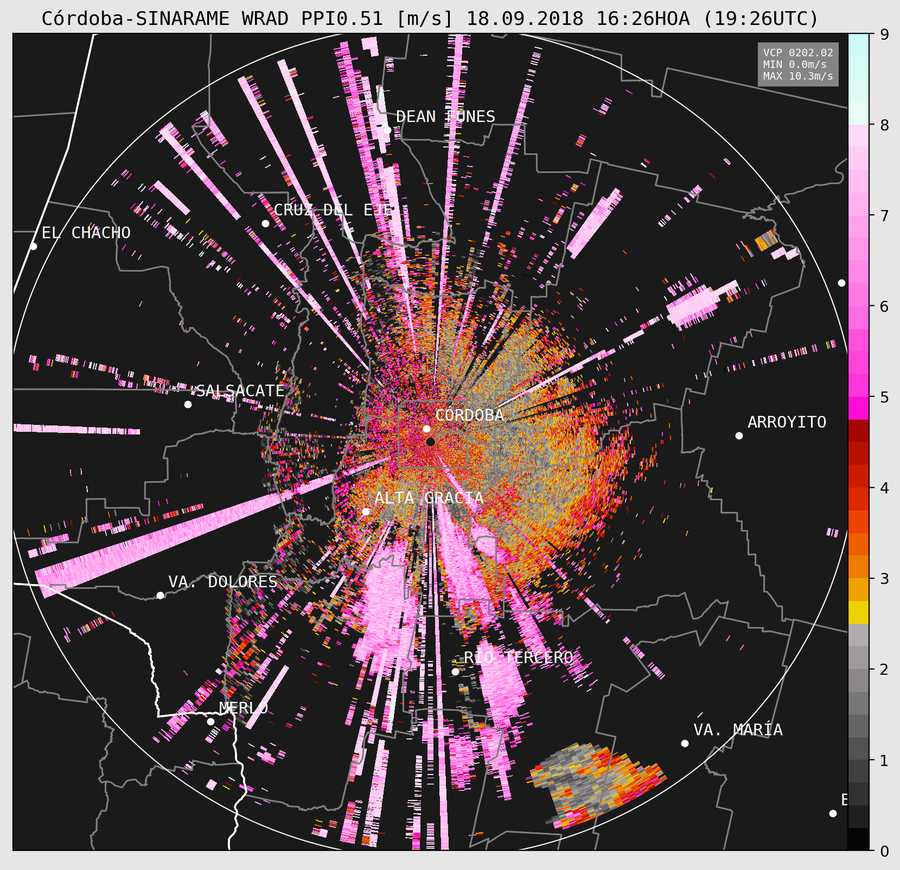 Córdoba-SINARAME WRAD PPI0.51 [m/s] 18.09.2018 16:26HOA (19:26UTC)
VCP 0202.02
MIN 0.0m/s
MAX 10.3m/s
9
8
7
6
5
4
3
2
1
0
DEAN FUNES
CRUZ DEL EJE
EL CHACHO
SALSACATE
CÓRDOBA
ARROYITO
ALTA GRACIA
VA. DOLORES
RÍO TERCERO
MERLO
VA. MARÍA